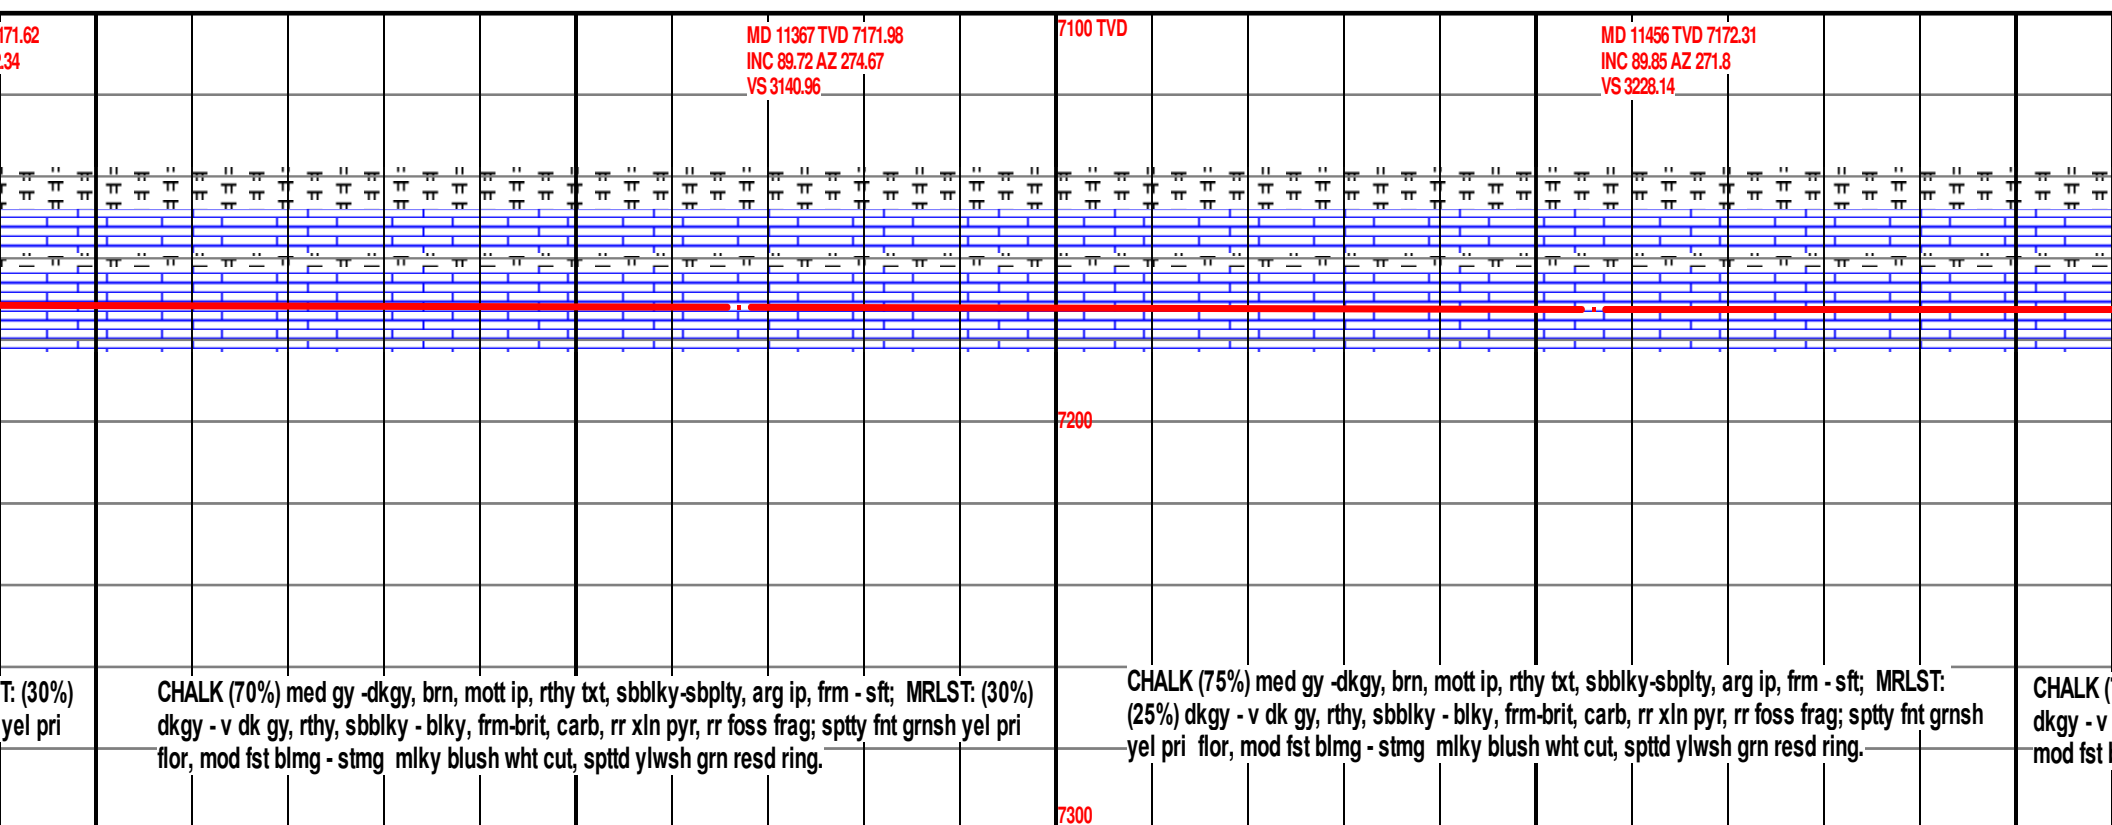 171.62
2.34
MD 11367 TVD 7171.98
INC 89.72 AZ 274.67
VS 3140.96
7100 TVD
MD 11456 TVD 7172.31
INC 89.85 AZ 271.8
VS 3228.14
7200
T: (30%)
yel pri
CHALK (70%) med gy -dkgy, brn, mott ip, rthy txt, sbblky-sbplty, arg ip, frm - sft; MRLST: (30%)
dkgy - v dk gy, rthy, sbblky - blky, frm-brit, carb, rr xln pyr, rr foss frag; sptty fnt grnsh yel pri
flor, mod fst blmg - stmg mlky blush wht cut, spttd ylwsh grn resd ring.
CHALK (75%) med gy -dkgy, brn, mott ip, rthy txt, sbblky-sbplty, arg ip, frm - sft; MRLST:
(25%) dkgy - v dk gy, rthy, sbblky - blky, frm-brit, carb, rr xln pyr, rr foss frag; sptty fnt grnsh
yel pri flor, mod fst blmg - stmg mlky blush wht cut, spttd ylwsh grn resd ring.
CHALK (
dkgy - v
mod fst
7300